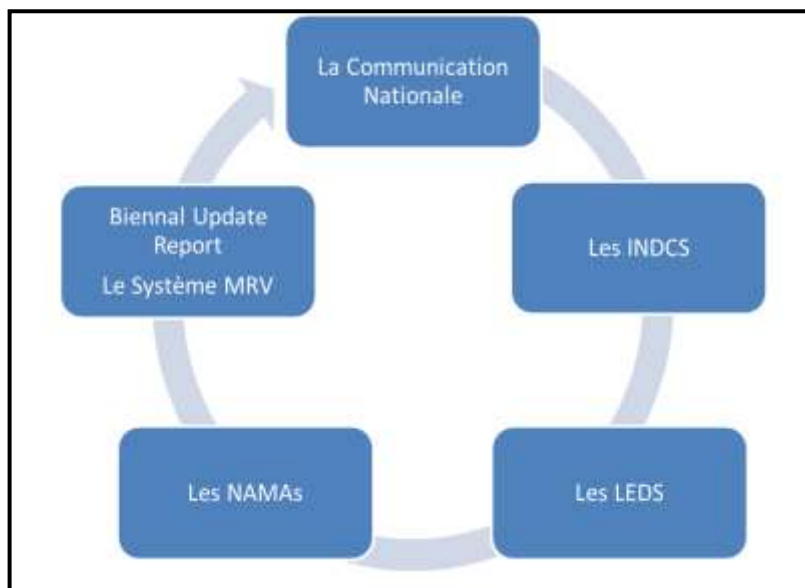 La Communication
Nationale
Les INDCS
Les LEDS
Les NAMAs
Biennal Update
Report
Le Système MRV